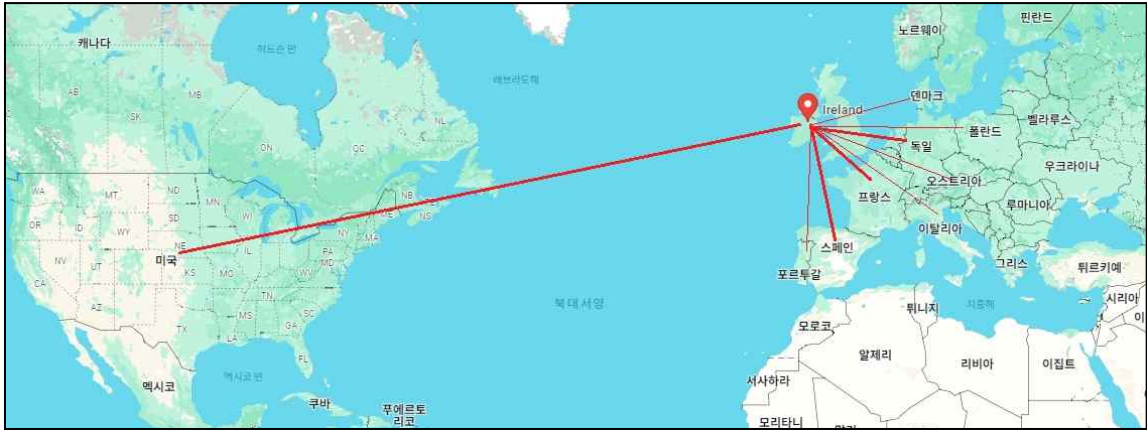 캐나다
허드슨 만
래브라도해
노르웨이
핀란드
AB
MB
SK
NL
ON
QC
Ireland
덴마크
벨라루스
폴란드
독일
우크라이나
오스트리아
프랑스
루마니아
이탈리아
WA
MT
ND
MN
NB
ME
NS
OR
ID
SD
WI
WY
NY
MA
NE
IL
PA
MD
NV
UT
미국
KS
MO
WV
CA
스페인
포르투갈
그리스
튀르키예
북대서양
지중해
시리아
AZ
TN
SC
MS
GA
TX
LA
FL
튀니지
모로코
이
알제리
리비아
이집트
멕시코
멕시코 만
쿠바
푸에르토
리코
서사하라
모리타니